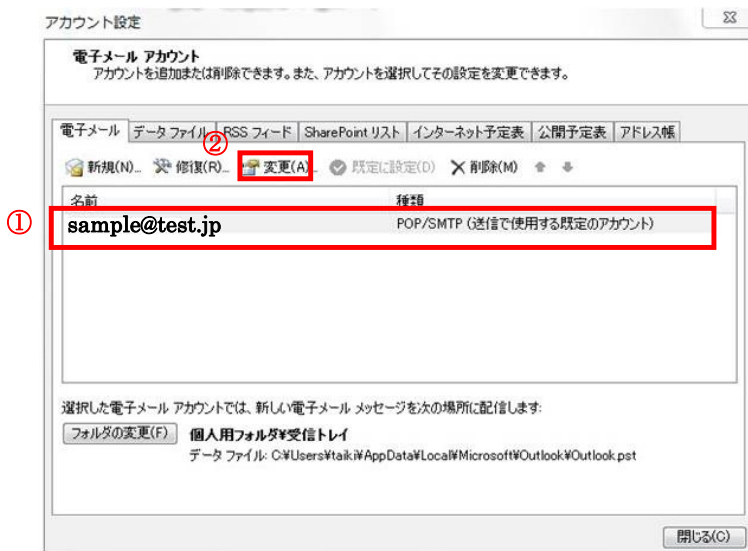 アカウント設定
電子メール アカウント
アカウントを追加または削除できます。また、アカウントを選択してその設定を変更できます。
電子メール データ ファイル RSS フィード SharePoint リスト インターネット予定表 公開予定表 アドレス帳
②
新規(N)... 修復(R)... 変更(A)... 既定に設定(D) 削除(M)
名前 種類
① sample@test.jp POP/SMTP (送信で使用する既定のアカウント)
選択した電子メール アカウントでは、新しい電子メール メッセージを次の場所に配信します:
フォルダの変更(F) 個人用フォルダ¥受信トレイ
データ ファイル: C:¥Users¥taiki¥AppData¥Local¥Microsoft¥Outlook¥Outlook.pst
閉じる(C)